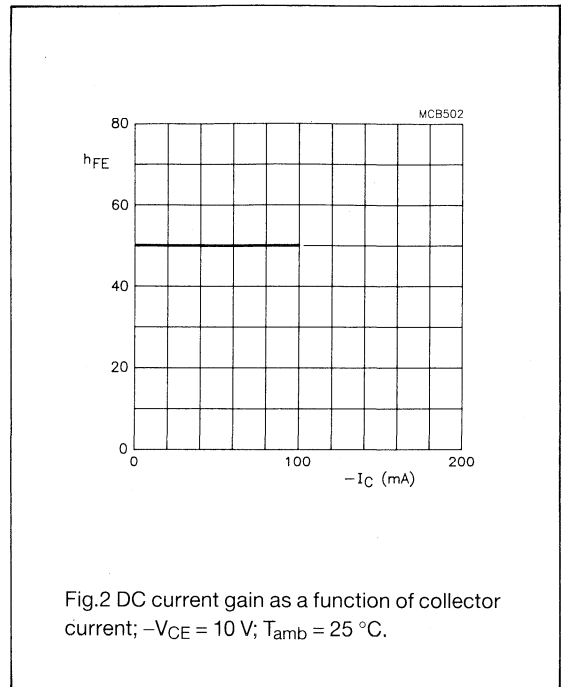 MCB502
80
hFE
60
40
20
0
0 100 200
−IC (mA)
Fig.2 DC current gain as a function of collector
current; −VCE = 10 V; Tamb = 25 °C.